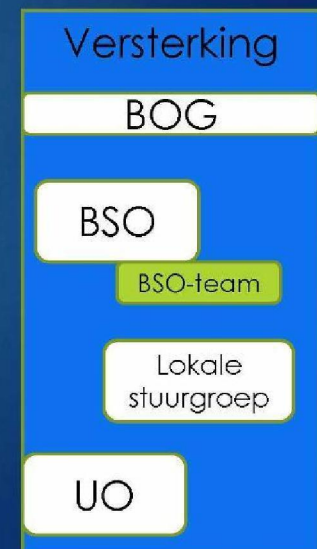 Versterking
BOG
BSO
BSO-team
Lokale
stuurgroep
UO